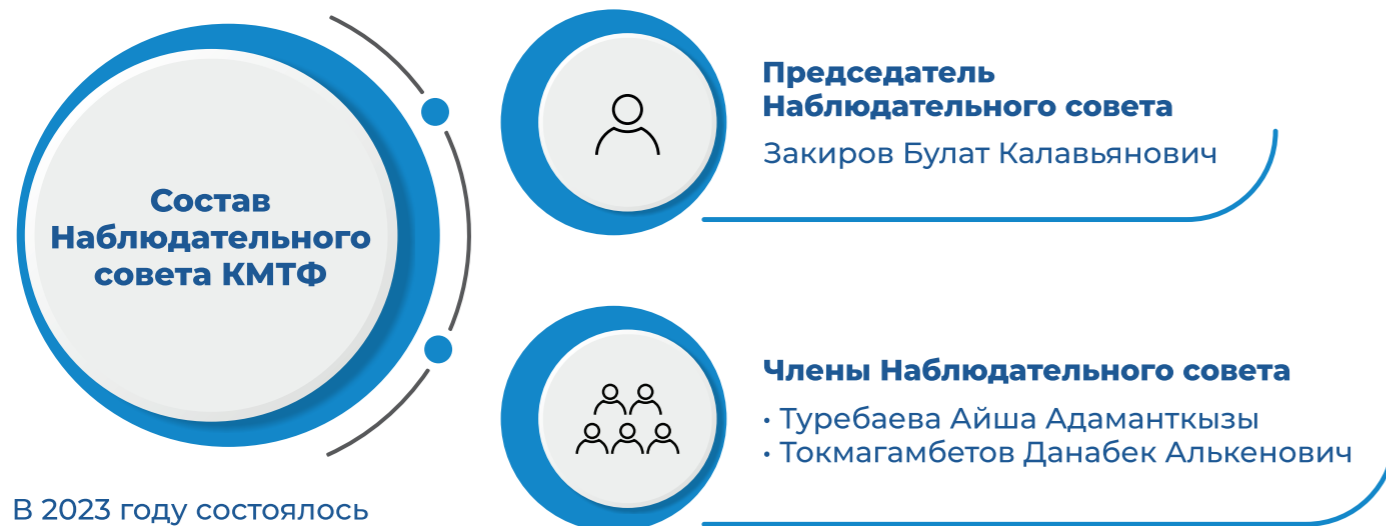 Состав
Наблюдательного
совета КМТФ
Председатель
Наблюдательного совета
Закиров Булат Калавьянович
Члены Наблюдательного совета
• Туребаева Айша Адаманткызы
• Токмагамбетов Данабек Алькенович
В 2023 году состоялось